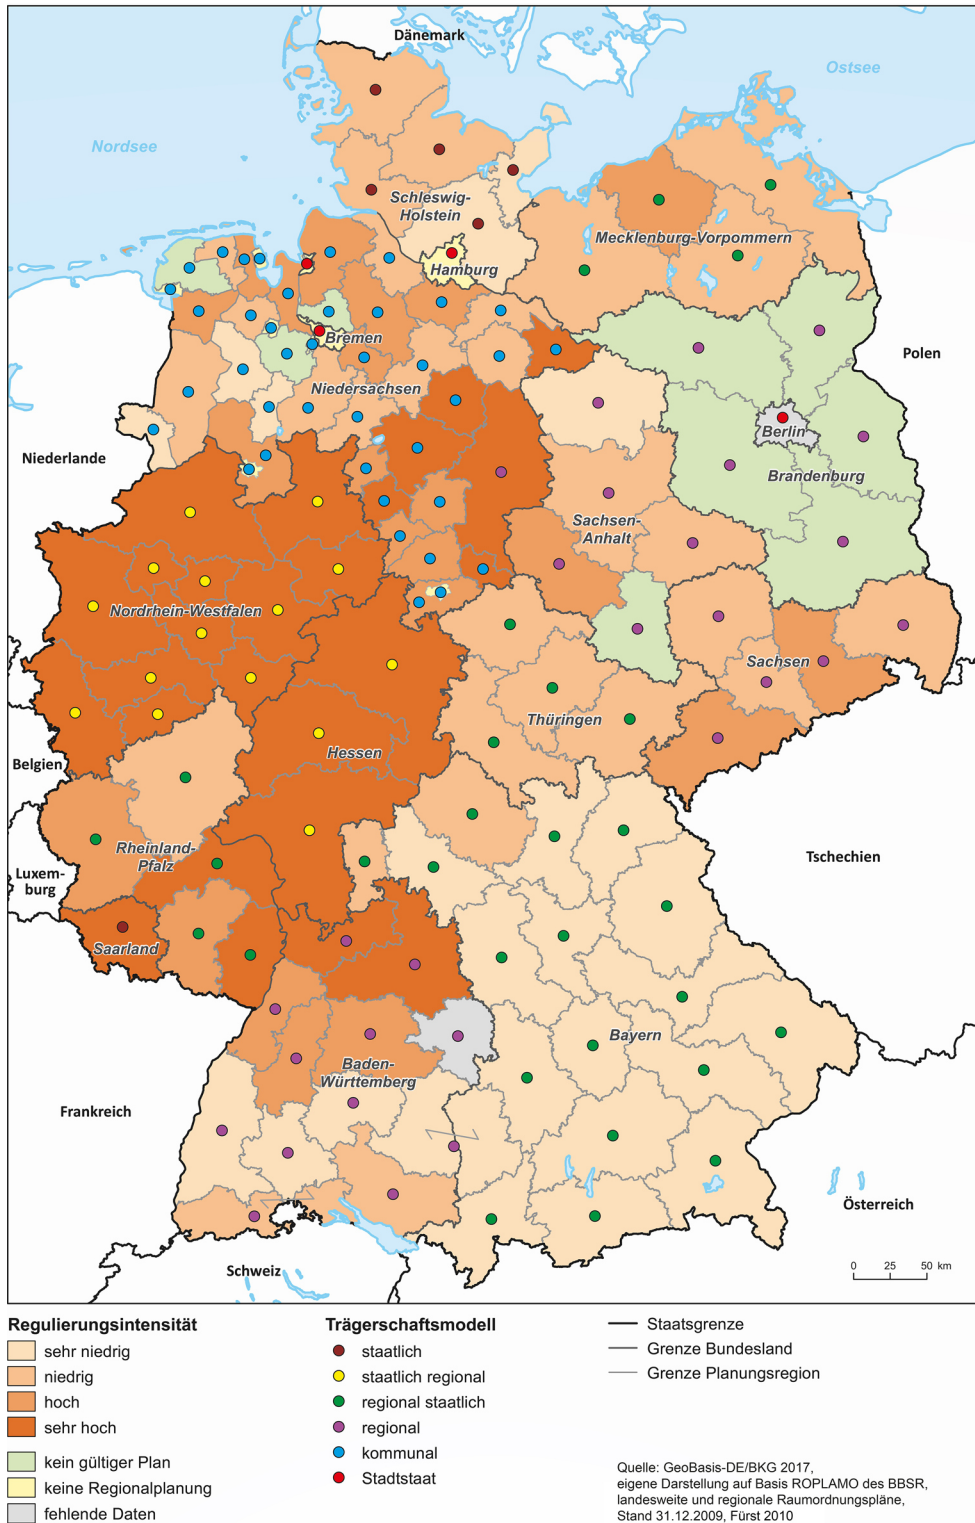 Dänemark
Ostsee
Nordsee
Schleswig-
Holstein
Mecklenburg-Vorpommern
Hamburg
Bremen
Polen
Niedersachsen
Berlin
Niederlande
Brandenburg
Sachsen-
Anhalt
Nordrhein-Westfalen
Sachsen
Thüringen
Hessen
Belgien
Rheinland-
Pfalz
Tschechien
Luxem-
burg
Saarland
Bayern
Baden-
Württemberg
Frankreich
Österreich
Schweiz
0 25 50 km
Regulierungsintensität
sehr niedrig
niedrig
hoch
sehr hoch
kein gültiger Plan
keine Regionalplanung
fehlende Daten
Trägerschaftsmodell
staatlich
staatlich regional
regional staatlich
regional
kommunal
Stadtstaat
Staatsgrenze
Grenze Bundesland
Grenze Planungsregion
Quelle: GeoBasis-DE/BKG 2017,
eigene Darstellung auf Basis ROPLAMO des BBSR,
landesweite und regionale Raumordnungspläne,
Stand 31.12.2009, Fürst 2010